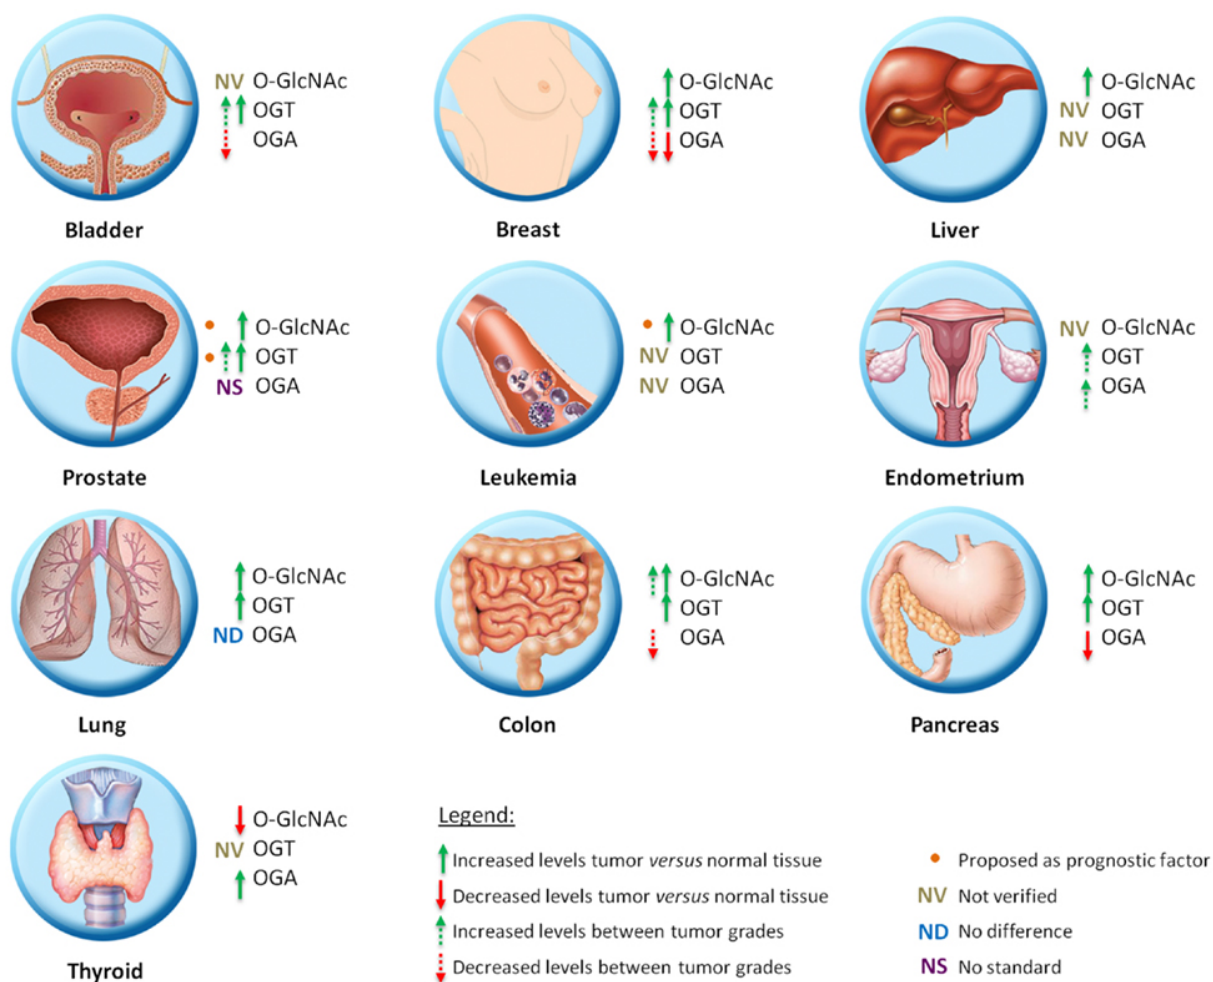 NV O-GlcNAc
OGT
OGA
Bladder
O-GlcNAc
OGT
OGA
Breast
O-GlcNAc
NV OGT
NV OGA
Liver
O-GlcNAc
OGT
NS OGA
Prostate
O-GlcNAc
NV OGT
NV OGA
Leukemia
NV O-GlcNAc
OGT
OGA
Endometrium
O-GlcNAc
OGT
ND OGA
Lung
O-GlcNAc
OGT
OGA
Colon
O-GlcNAc
OGT
OGA
Pancreas
O-GlcNAc
NV OGT
OGA
Thyroid
Legend:
Increased levels tumor versus normal tissue
Decreased levels tumor versus normal tissue
Increased levels between tumor grades
Decreased levels between tumor grades
Proposed as prognostic factor
NV Not verified
ND No difference
NS No standard